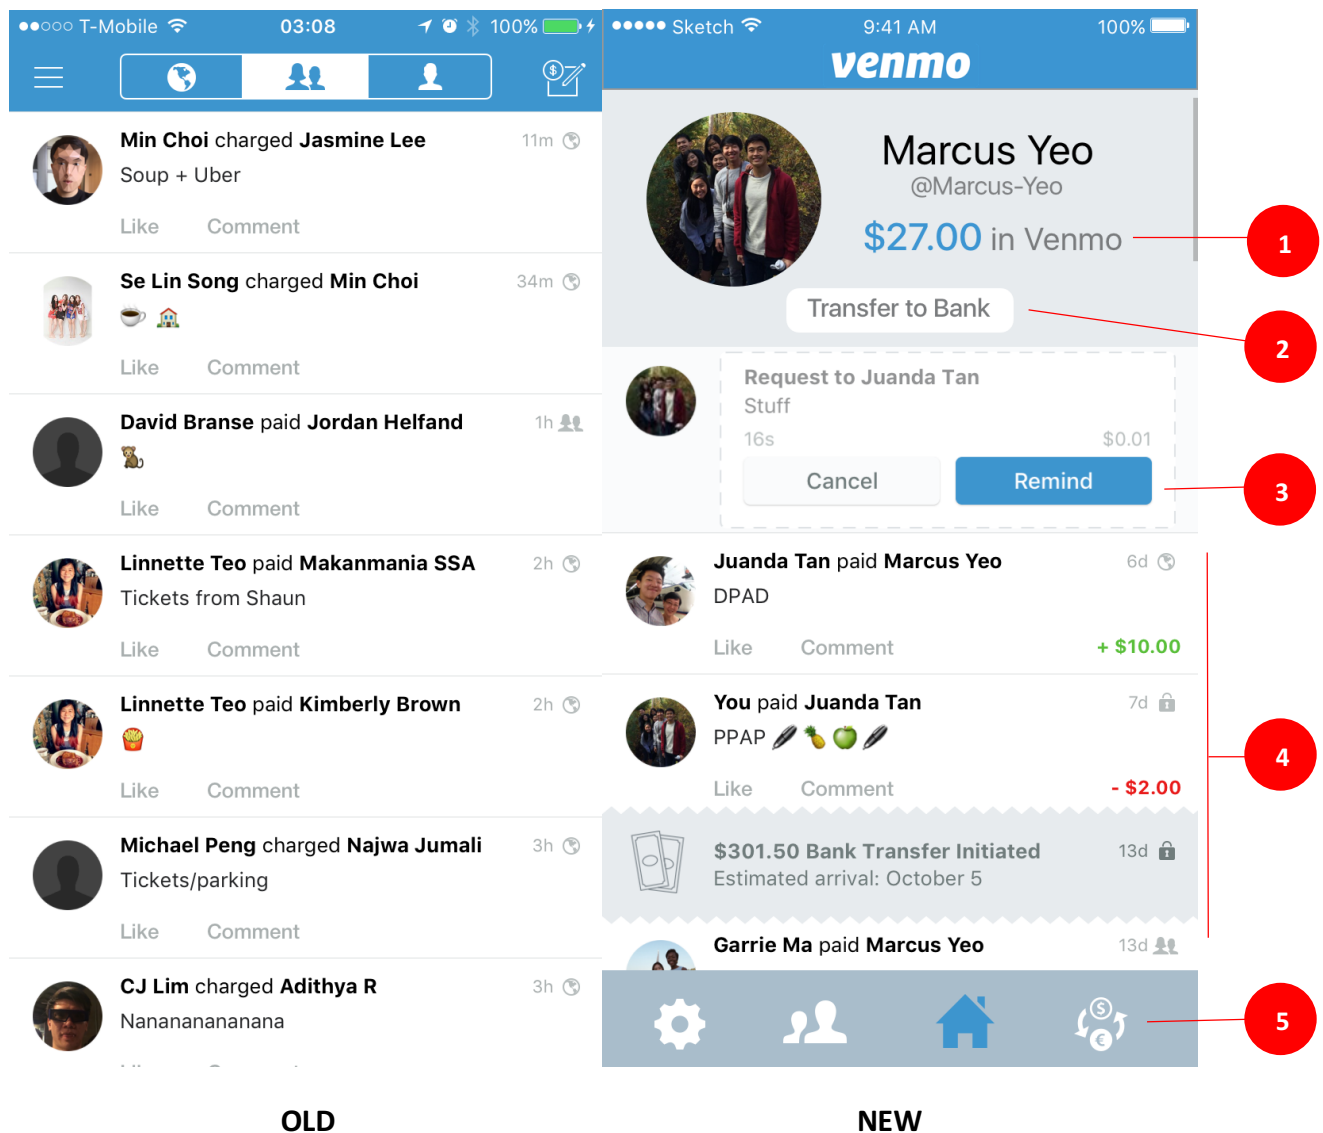 T-Mobile 03:08 100%
Min Choi charged Jasmine Lee 11m
Soup + Uber
Like Comment
Se Lin Song charged Min Choi 34m
Like Comment
David Branse paid Jordan Helfand 1h
Like Comment
Linnette Teo paid Makanmania SSA 2h
Tickets from Shaun
Like Comment
Linnette Teo paid Kimberly Brown 2h
Like Comment
Michael Peng charged Najwa Jumali 3h
Tickets/parking
Like Comment
CJ Lim charged Adithya R 3h
Nanananananana
OLD
Sketch 9:41 AM 100%
venmo
Marcus Yeo
@Marcus-Yeo
$27.00 in Venmo
Transfer to Bank
Request to Juanda Tan
Stuff
16s $0.01
Cancel Remind
Juanda Tan paid Marcus Yeo 6d
DPAD
Like Comment + $10.00
You paid Juanda Tan 7d
PPAP
Like Comment - $2.00
$301.50 Bank Transfer Initiated 13d
Estimated arrival: October 5
Garrie Ma paid Marcus Yeo 13d
NEW
1
2
3
4
5